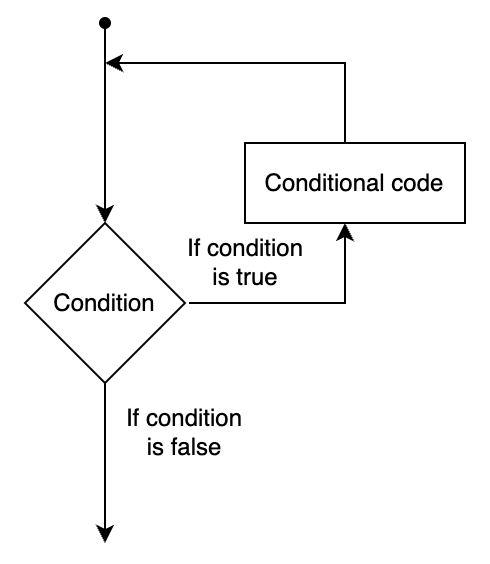 Conditional code
If condition
is true
Condition
If condition
is false